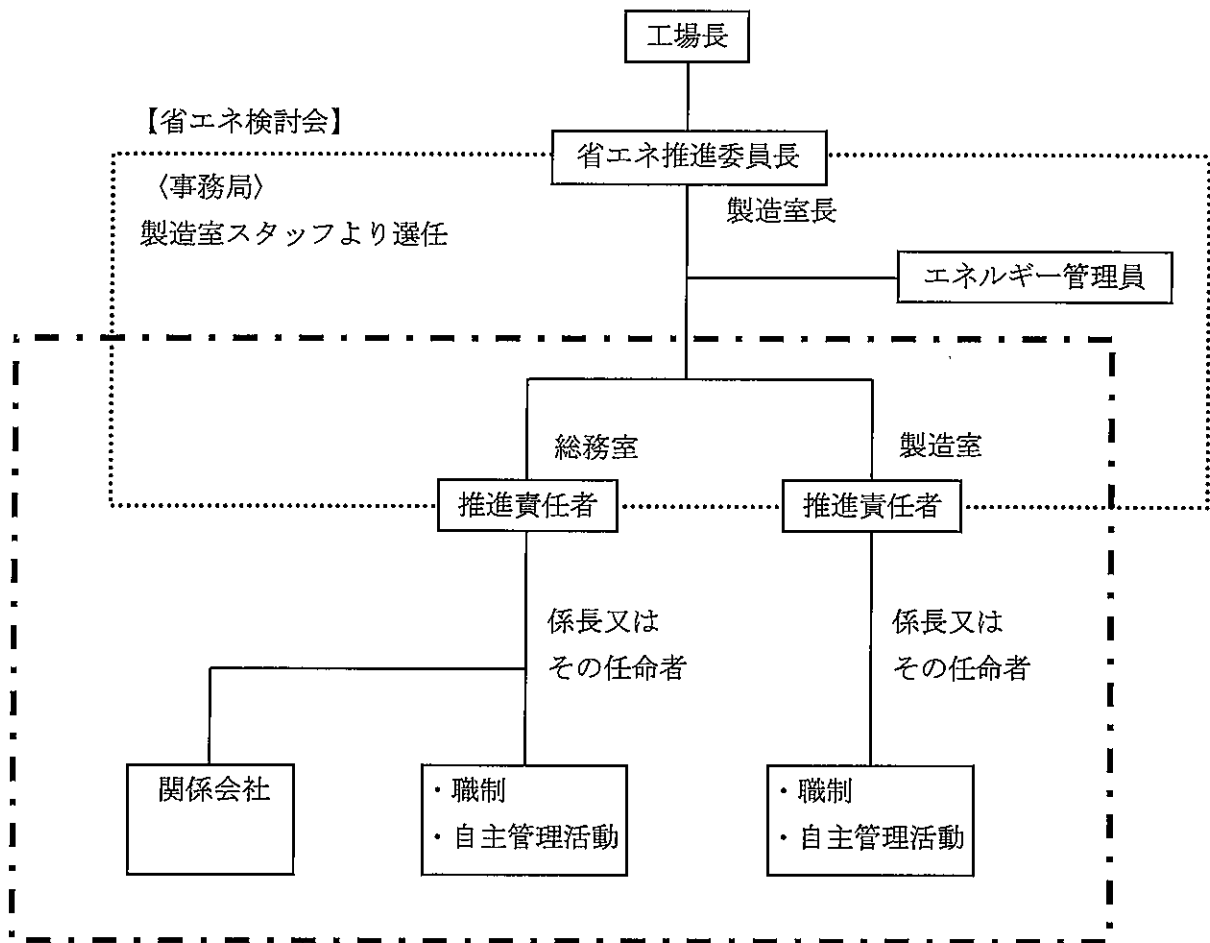 工場長
【省エネ検討会】
省エネ推進委員長
〈事務局〉
製造室長
製造室スタッフより選任
エネルギー管理員
総務室
製造室
推進責任者
推進責任者
係長又は
その任命者
係長又は
その任命者
関係会社
・職制
・自主管理活動
・職制
・自主管理活動